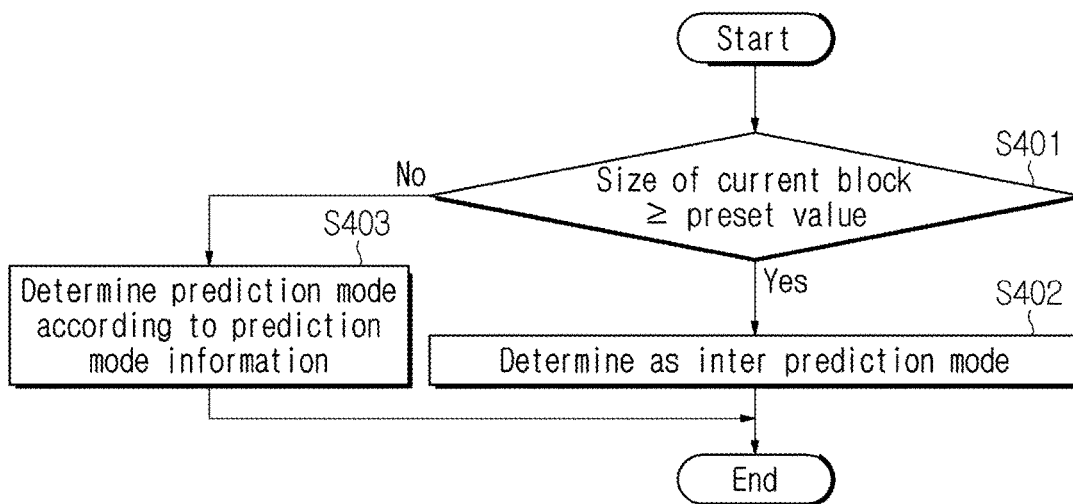 Start
S401
Size of current block
≥ preset value
No
Yes
S403
Determine prediction mode
according to prediction
mode information
S402
Determine as inter prediction mode
End